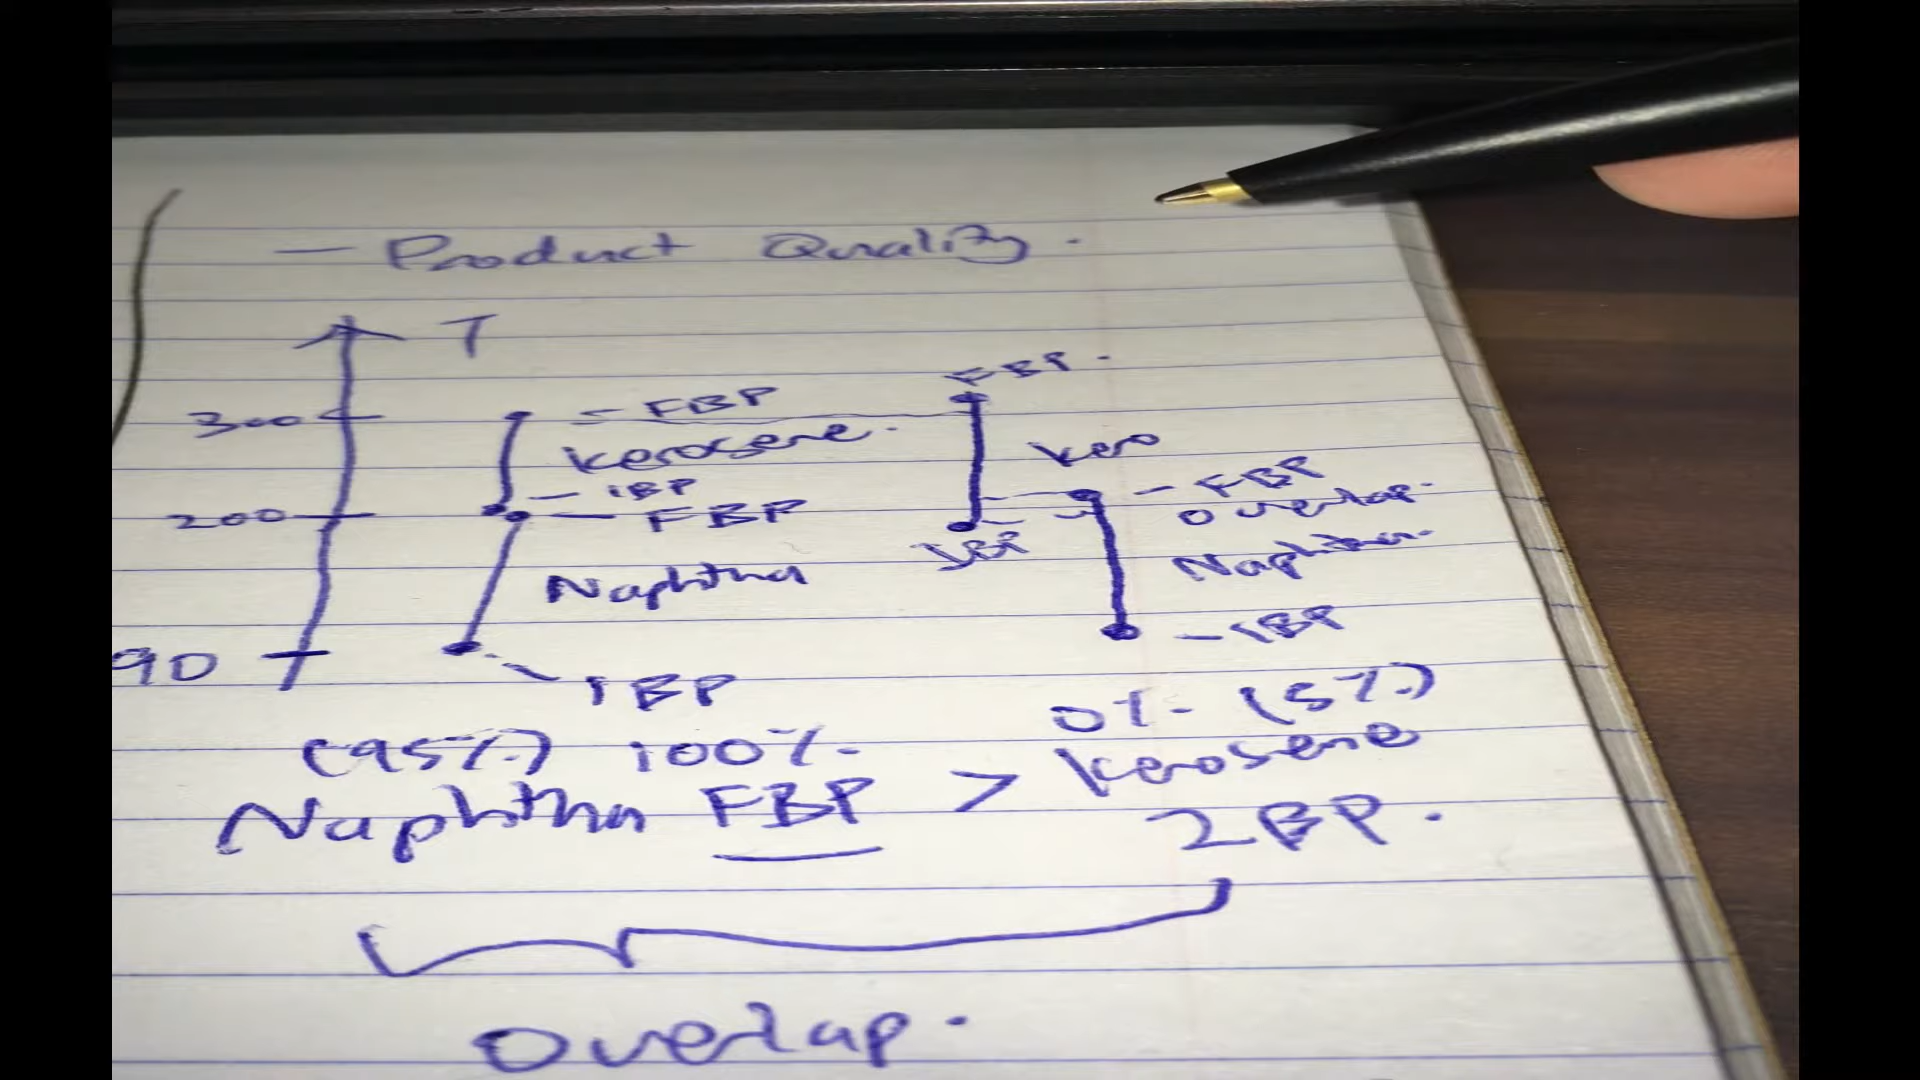 - Product Quality.
T
FBP.
300 - FBP
Kerosene.
Kero
- IBP
- FBP
200 - FBP
overlap.
IBP
Naphtha
Naphtha.
- IBP
90
- IBP
0%. (5%.)
(95%.) 100%.
Kerosene
Naphtha FBP >
IBP.
Overlap.